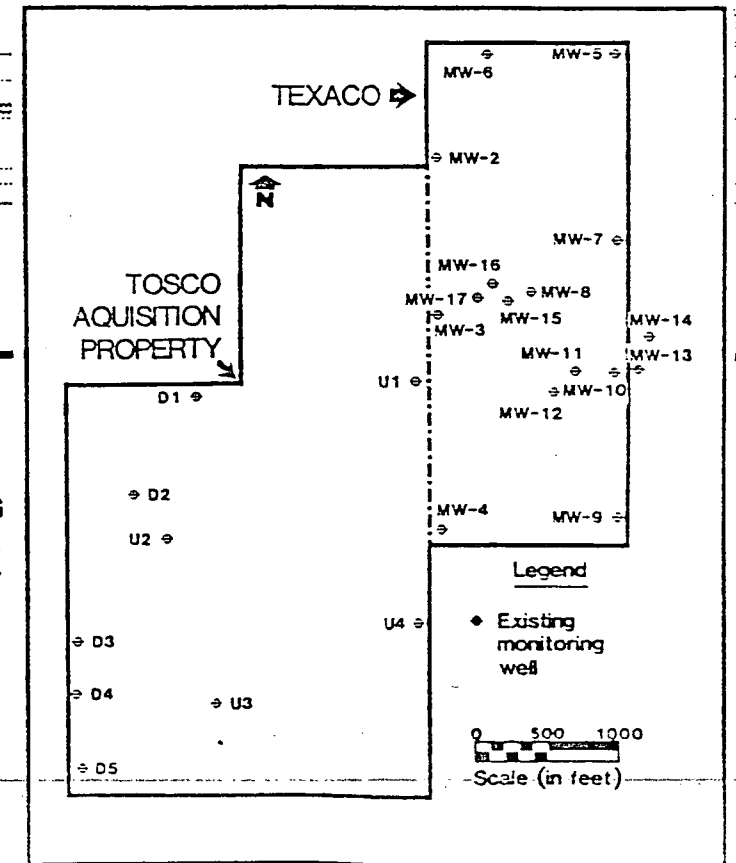 MW-5
MW-6
TEXACO
MW-2
N
MW-7
MW-16
TOSCO
AQUISITION
PROPERTY
MW-17
MW-8
MW-15
MW-3
MW-14
MW-11
MW-13
U1
MW-10
D1
MW-12
D2
MW-4
MW-9
U2
Legend
U4
Existing
monitoring
well
D3
D4
U3
0 500 1000
D5
Scale (in feet)